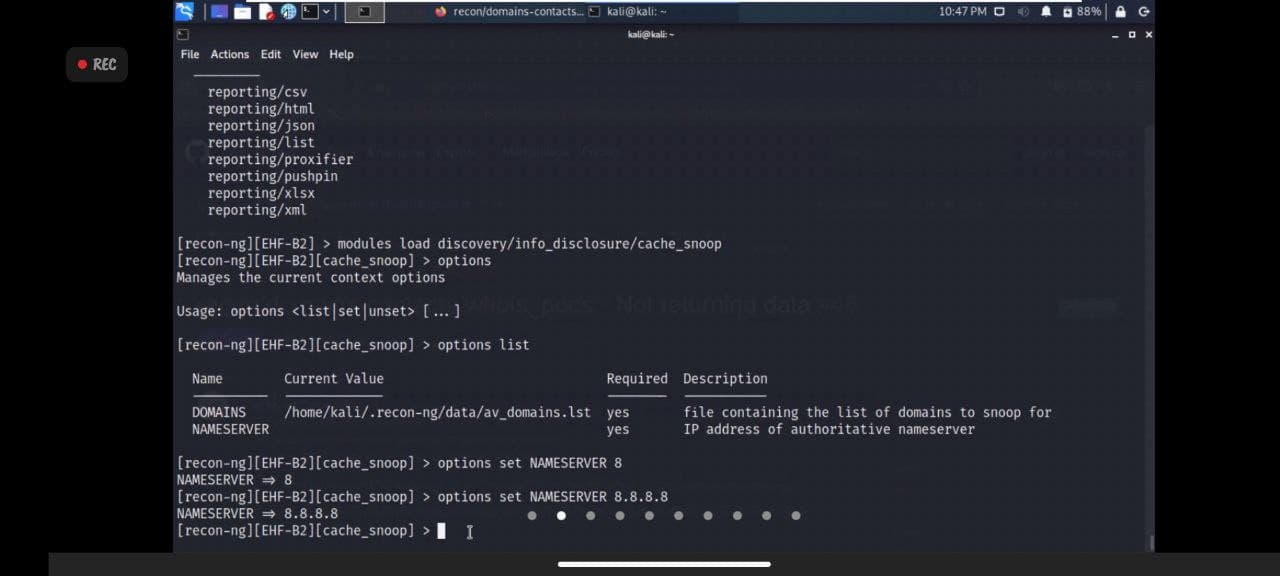 recon/domains-contacts... kali@kali: ~ 10:47 PM 88%
kali@kali: ~
REC
File Actions Edit View Help
reporting/csv
reporting/html
reporting/json
reporting/list
reporting/proxifier
reporting/pushpin
reporting/xlsx
reporting/xml
[recon-ng][EHF-B2] > modules load discovery/info_disclosure/cache_snoop
[recon-ng][EHF-B2][cache_snoop] > options
Manages the current context options
Usage: options <list|set|unset> [...]
[recon-ng][EHF-B2][cache_snoop] > options list
Name Current Value Required Description
DOMAINS /home/kali/.recon-ng/data/av_domains.lst yes file containing the list of domains to snoop for
NAMESERVER yes IP address of authoritative nameserver
[recon-ng][EHF-B2][cache_snoop] > options set NAMESERVER 8
NAMESERVER ⇒ 8
[recon-ng][EHF-B2][cache_snoop] > options set NAMESERVER 8.8.8.8
NAMESERVER ⇒ 8.8.8.8
[recon-ng][EHF-B2][cache_snoop] >